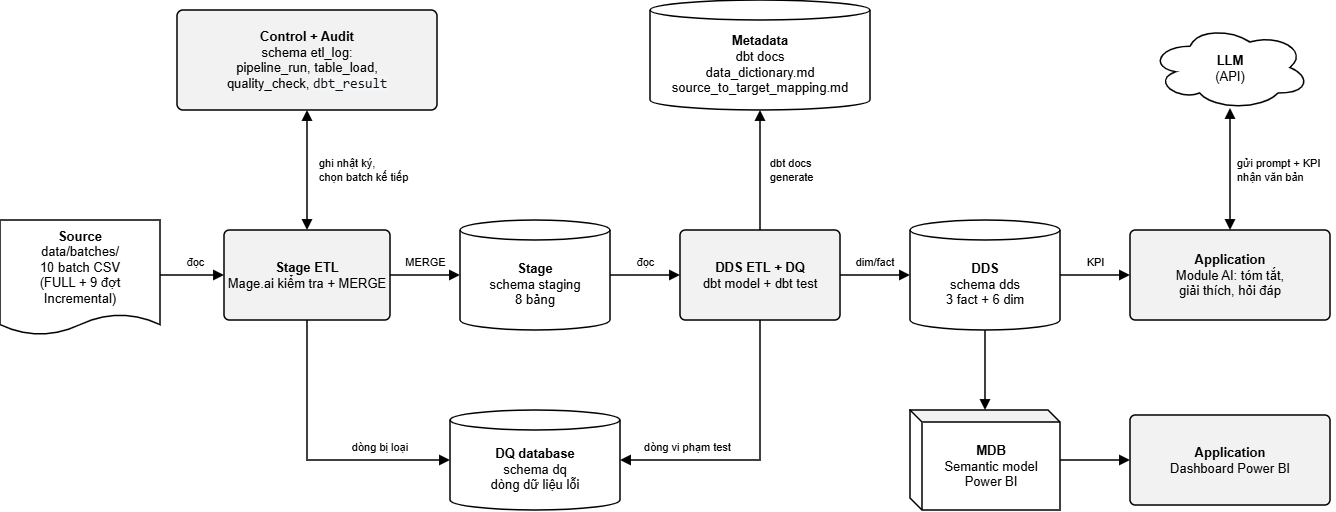 Control + Audit
schema etl_log:
pipeline_run, table_load,
quality_check, dbt_result
Metadata
dbt docs
data_dictionary.md
source_to_target_mapping.md
LLM
(API)
ghi nhật ký,
chọn batch kế tiếp
dbt docs
generate
gửi prompt + KPI
nhận văn bản
Source
data/batches/
10 batch CSV
(FULL + 9 đợt
Incremental)
đọc
Stage ETL
Mage.ai kiểm tra + MERGE
MERGE
Stage
schema staging
8 bảng
đọc
DDS ETL + DQ
dbt model + dbt test
dim/fact
DDS
schema dds
3 fact + 6 dim
KPI
Application
Module AI: tóm tắt,
giải thích, hỏi đáp
dòng bị loại
DQ database
schema dq
dòng dữ liệu lỗi
dòng vi phạm test
MDB
Semantic model
Power BI
Application
Dashboard Power BI